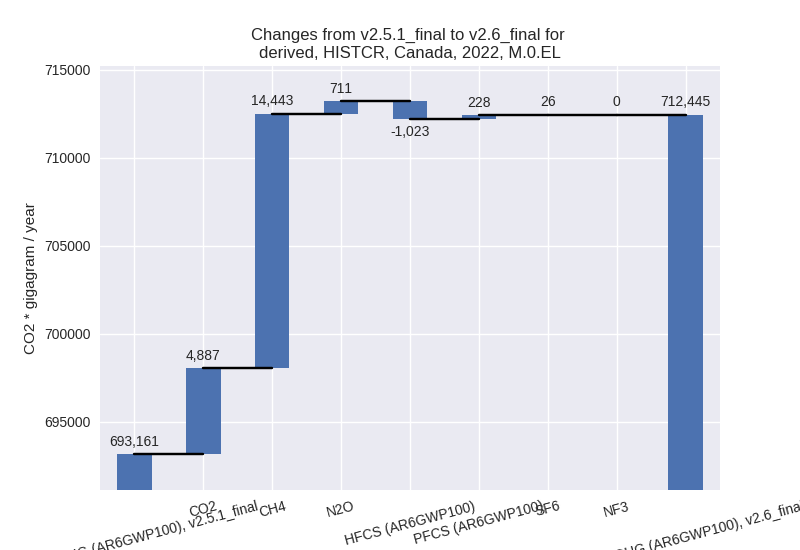 Changes from v2.5.1_final to v2.6_final for
derived, HISTCR, Canada, 2022, M.0.EL
CO2 * gigagram / year
715000
710000
705000
700000
695000
693,161
4,887
14,443
711
-1,023
228
26
0
712,445
(AR6GWP100), v2.5.1_final
CO2
CH4
N2O
HFCS (AR6GWP100)
PFCS (AR6GWP100)
SF6
NF3
(AR6GWP100), v2.6_final